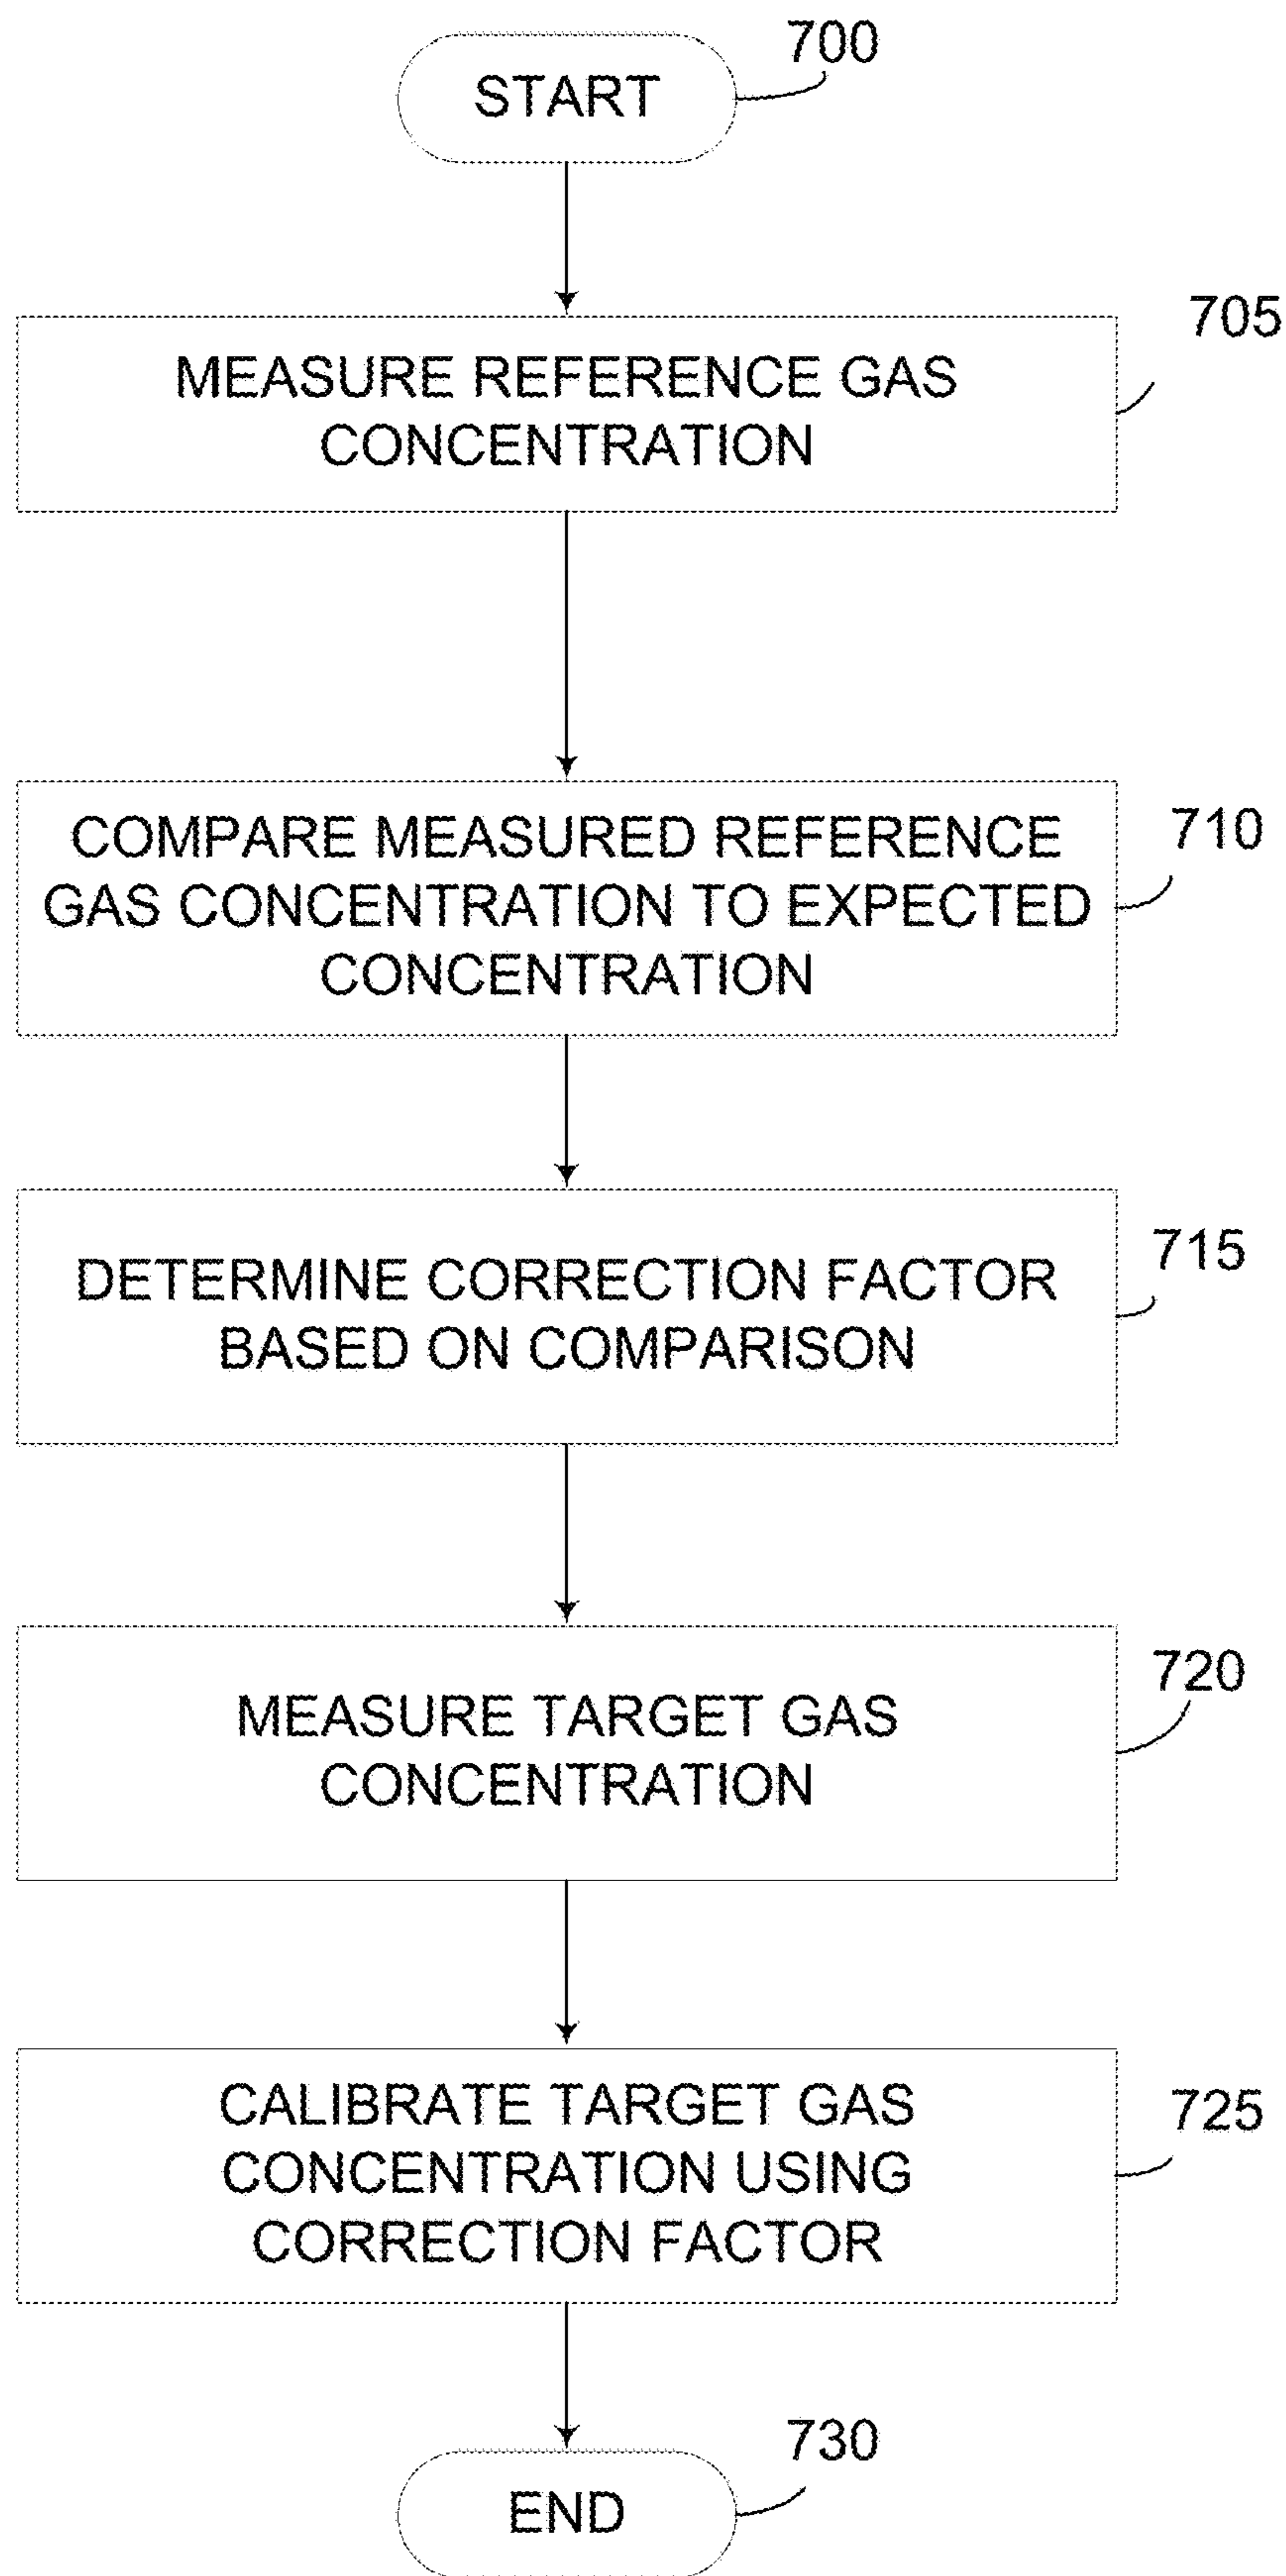 700
START
705
MEASURE REFERENCE GAS
CONCENTRATION
710
COMPARE MEASURED REFERENCE
GAS CONCENTRATION TO EXPECTED
CONCENTRATION
715
DETERMINE CORRECTION FACTOR
BASED ON COMPARISON
720
MEASURE TARGET GAS
CONCENTRATION
725
CALIBRATE TARGET GAS
CONCENTRATION USING
CORRECTION FACTOR
730
END